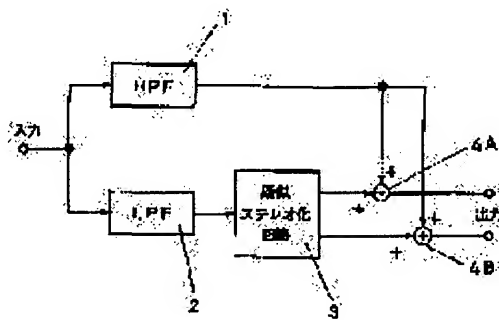 1
HPF
入力
4A
+
+
疑似
ステレオ化
回路
出力
LPF
+
+
2
3
4B